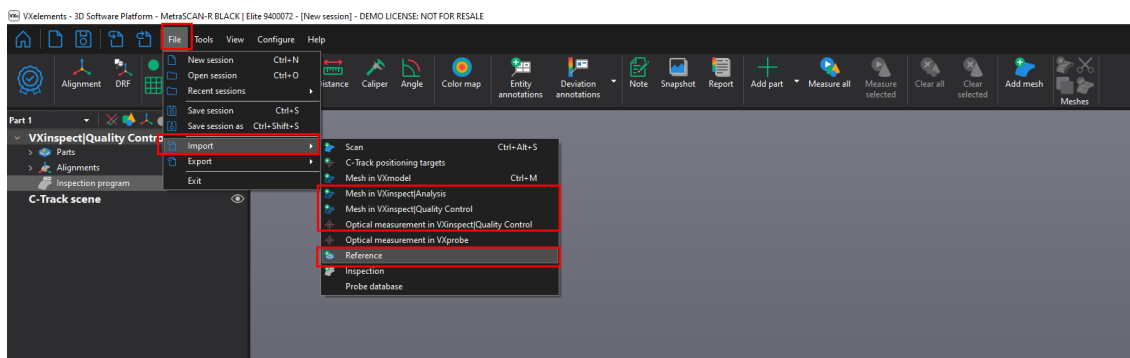 VXelements - 3D Software Platform - MetraSCAN-R BLACK | Elite 9400072 - [New session] - DEMO LICENSE: NOT FOR RESALE
File Tools View Configure Help
Alignment DRF Caliper Angle Color map Entity annotations Deviation annotations Note Snapshot Report Add part Measure all Measure selected Clear all Clear selected Add mesh
Meshes
New session Ctrl+N
Open session Ctrl+O
Recent sessions
Save session Ctrl+S
Save session as Ctrl+Shift+S
Import
Export
Exit
Part 1
VXinspect|Quality Contro
Parts
Alignments
Inspection program
C-Track scene
Scan Ctrl+Alt+S
C-Track positioning targets
Mesh in VXmodel Ctrl+M
Mesh in VXinspect|Analysis
Mesh in VXinspect|Quality Control
Optical measurement in VXinspect|Quality Control
Optical measurement in VXprobe
Reference
Inspection
Probe database